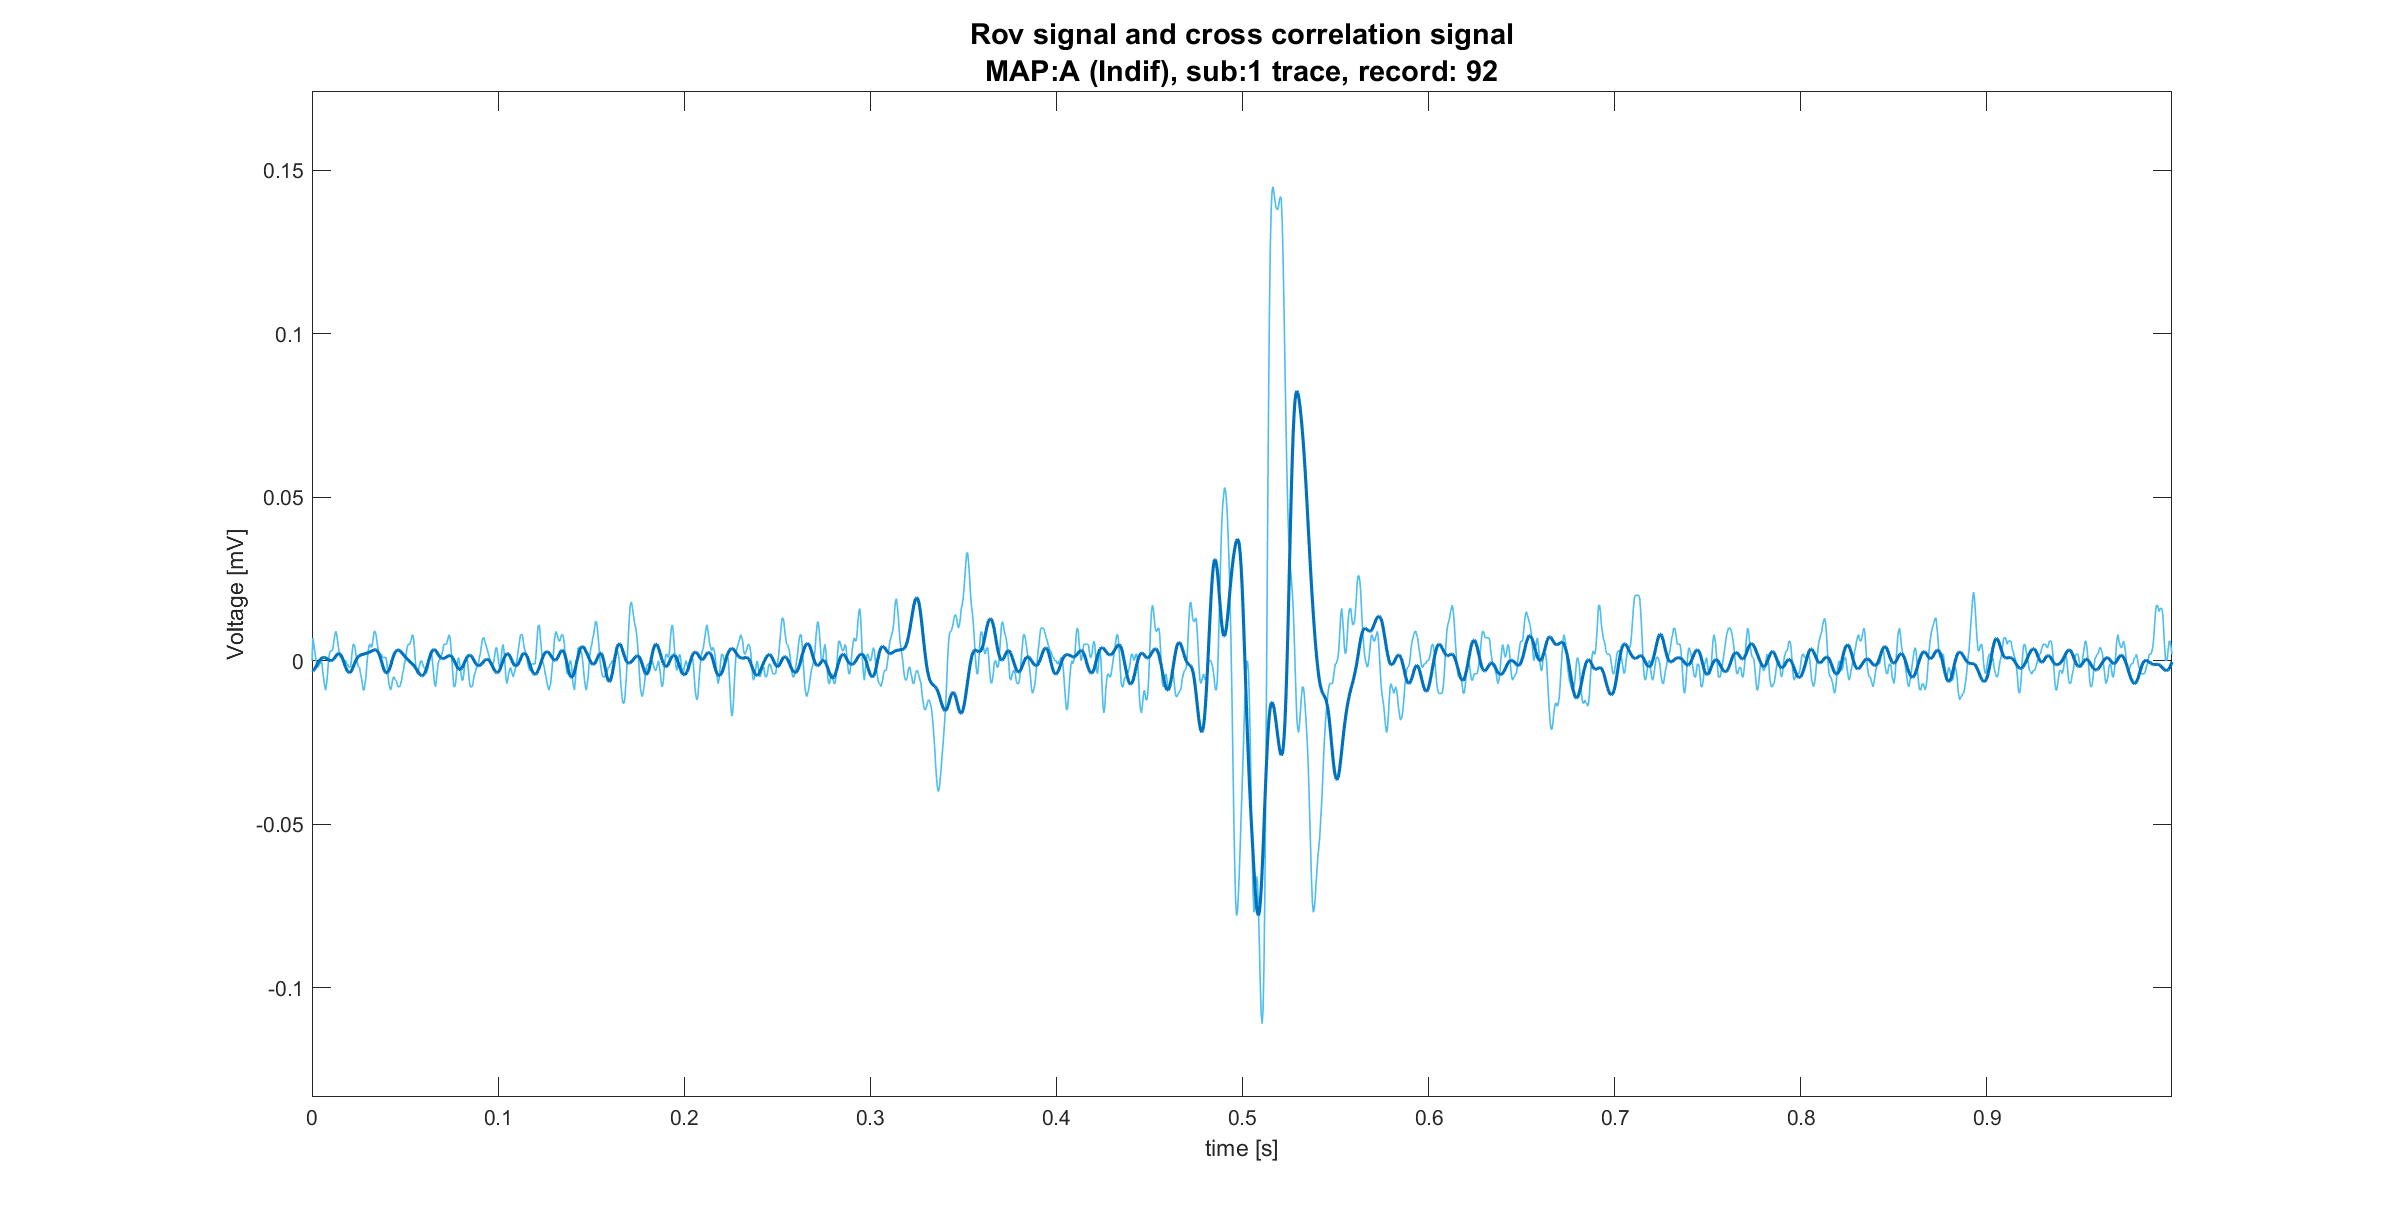 Rov signal and cross correlation signal
MAP:A (Indif), sub:1 trace, record: 92
0.15
0.1
0.05
0
-0.05
-0.1
Voltage [mV]
0 0.1 0.2 0.3 0.4 0.5 0.6 0.7 0.8 0.9
time [s]